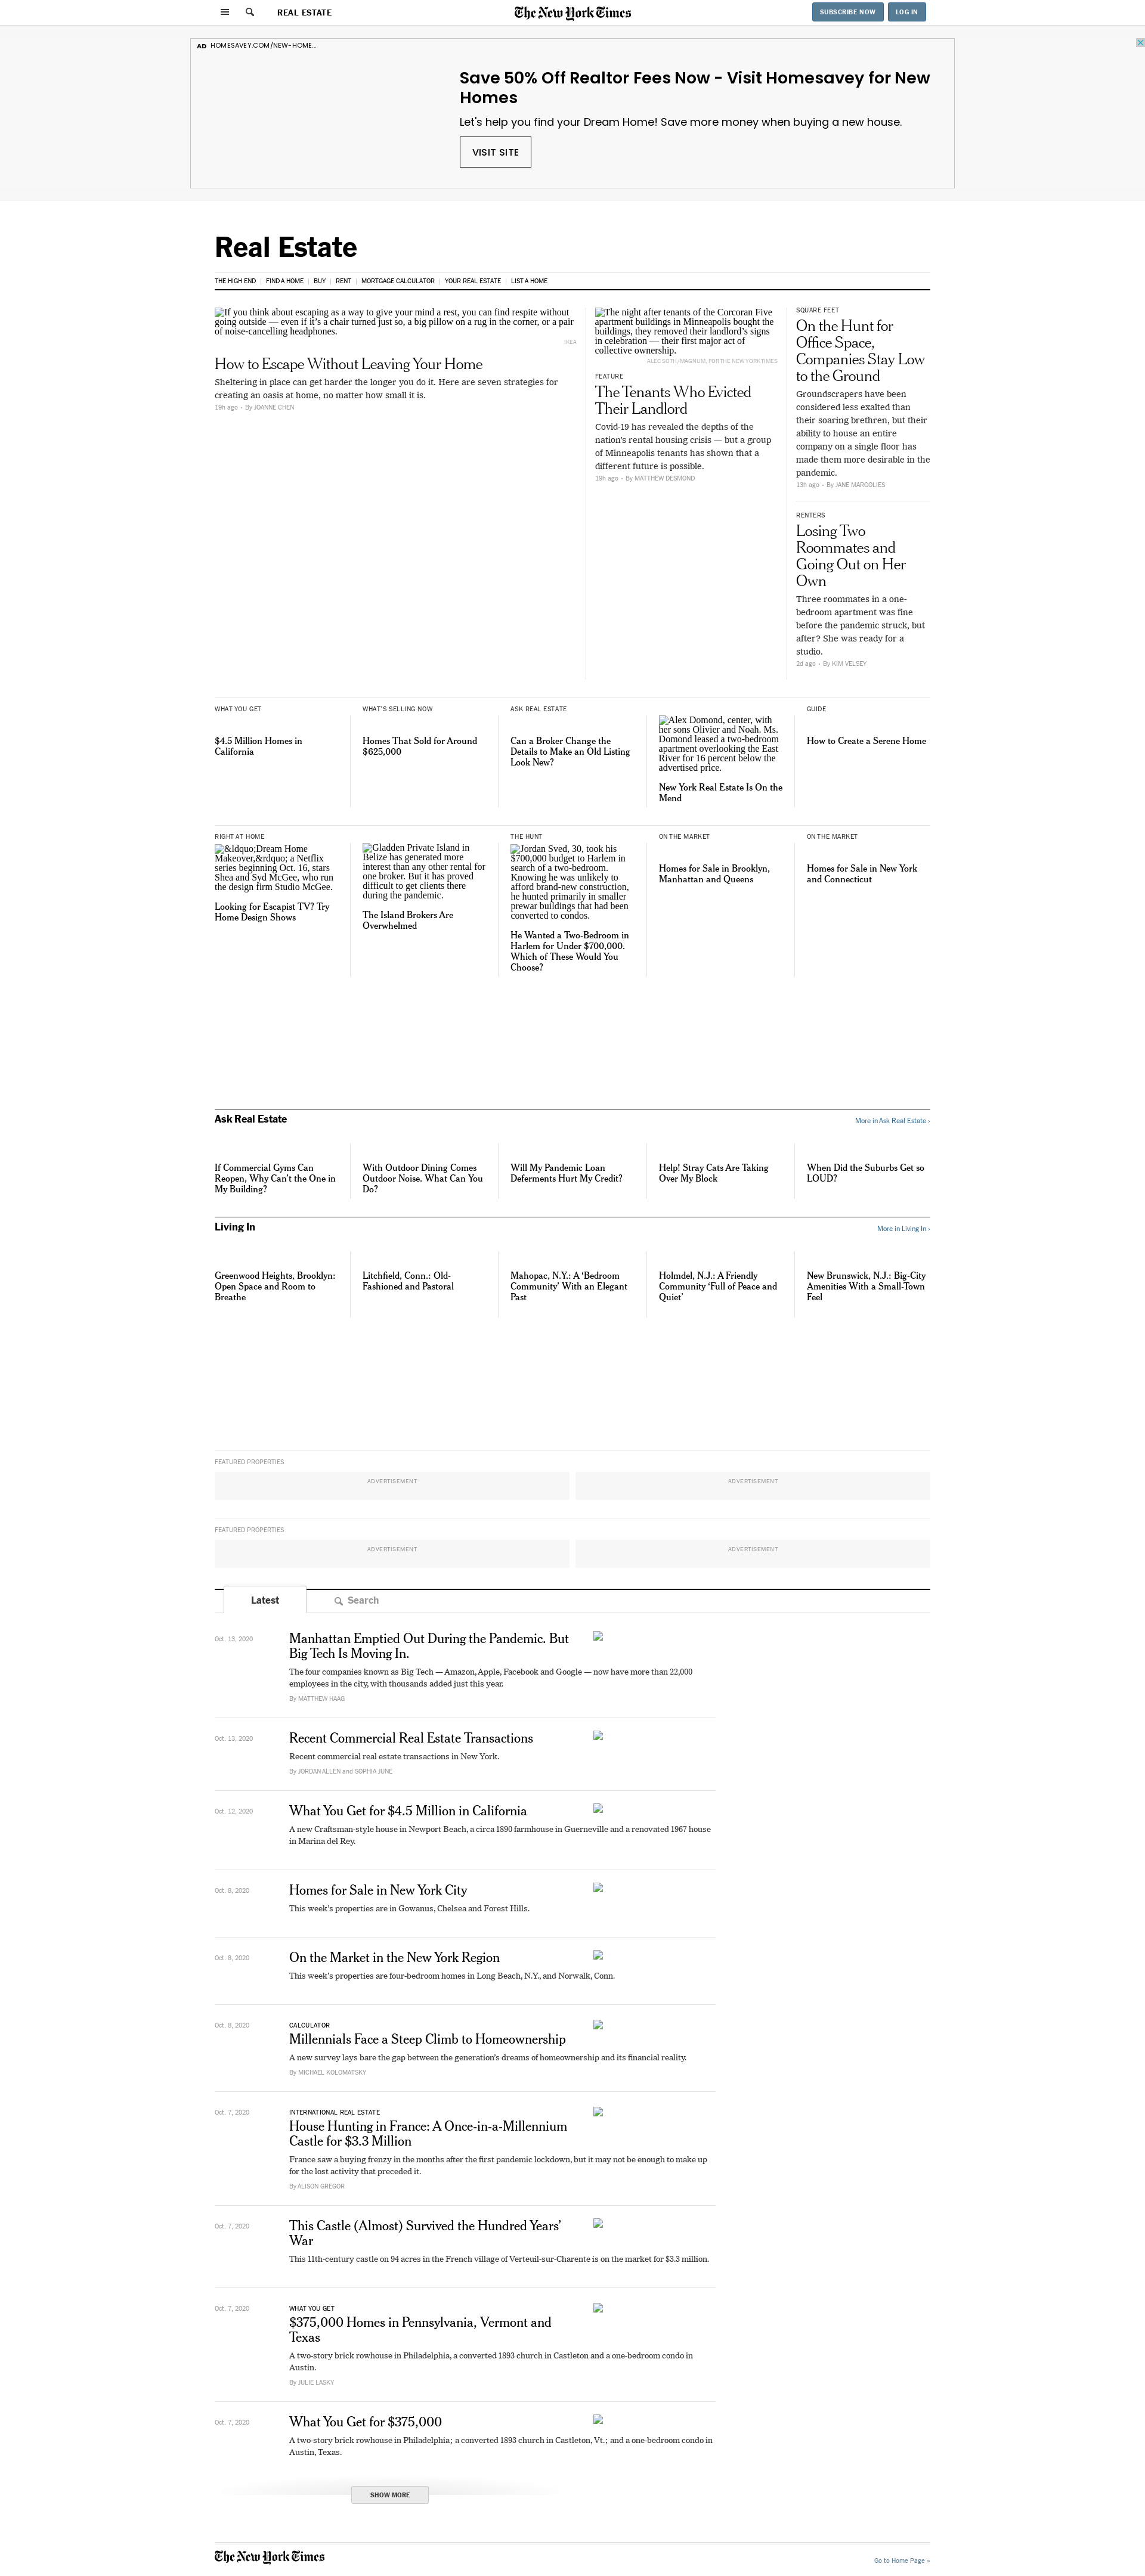 REAL ESTATE
The New York Times
SUBSCRIBE NOW
LOG IN
AD HOMESAVEY.COM/NEW-HOME...
Save 50% Off Realtor Fees Now - Visit Homesavey for New
Homes
Let's help you find your Dream Home! Save more money when buying a new house.
VISIT SITE
Real Estate
THE HIGH END | FIND A HOME | BUY | RENT | MORTGAGE CALCULATOR | YOUR REAL ESTATE | LIST A HOME
If you think about escaping as a way to give your mind a rest, you can find respite without
going outside — even if it's a chair turned just so, a big pillow on a rug in the corner, or a pair
of noise-cancelling headphones.
IKEA
How to Escape Without Leaving Your Home
Sheltering in place can get harder the longer you do it. Here are seven strategies for
creating an oasis at home, no matter how small it is.
19h ago • By JOANNE CHEN
The night after tenants of the Corcoran Five
apartment buildings in Minneapolis bought the
buildings, they removed their landlord's signs
in celebration — their first major act of
collective ownership.
ALEC SOTH/MAGNUM, FOR THE NEW YORK TIMES
FEATURE
The Tenants Who Evicted
Their Landlord
Covid-19 has revealed the depths of the
nation's rental housing crisis — but a group
of Minneapolis tenants has shown that a
different future is possible.
19h ago • By MATTHEW DESMOND
SQUARE FEET
On the Hunt for
Office Space,
Companies Stay Low
to the Ground
Groundscrapers have been
considered less exalted than
their soaring brethren, but their
ability to house an entire
company on a single floor has
made them more desirable in the
pandemic.
13h ago • By JANE MARGOLIES
RENTERS
Losing Two
Roommates and
Going Out on Her
Own
Three roommates in a one-
bedroom apartment was fine
before the pandemic struck, but
after? She was ready for a
studio.
2d ago • By KIM VELSEY
WHAT YOU GET
$4.5 Million Homes in
California
WHAT'S SELLING NOW
Homes That Sold for Around
$625,000
ASK REAL ESTATE
Can a Broker Change the
Details to Make an Old Listing
Look New?
Alex Domond, center, with
her sons Olivier and Noah. Ms.
Domond leased a two-bedroom
apartment overlooking the East
River for 16 percent below the
advertised price.
New York Real Estate Is On the
Mend
GUIDE
How to Create a Serene Home
RIGHT AT HOME
&ldquo;Dream Home
Makeover,&rdquo; a Netflix
series beginning Oct. 16, stars
Shea and Syd McGee, who run
the design firm Studio McGee.
Looking for Escapist TV? Try
Home Design Shows
Gladden Private Island in
Belize has generated more
interest than any other rental for
one broker. But it has proved
difficult to get clients there
during the pandemic.
The Island Brokers Are
Overwhelmed
THE HUNT
Jordan Sved, 30, took his
$700,000 budget to Harlem in
search of a two-bedroom.
Knowing he was unlikely to
afford brand-new construction,
he hunted primarily in smaller
prewar buildings that had been
converted to condos.
He Wanted a Two-Bedroom in
Harlem for Under $700,000.
Which of These Would You
Choose?
ON THE MARKET
Homes for Sale in Brooklyn,
Manhattan and Queens
ON THE MARKET
Homes for Sale in New York
and Connecticut
Ask Real Estate
More in Ask Real Estate ›
If Commercial Gyms Can
Reopen, Why Can't the One in
My Building?
With Outdoor Dining Comes
Outdoor Noise. What Can You
Do?
Will My Pandemic Loan
Deferments Hurt My Credit?
Help! Stray Cats Are Taking
Over My Block
When Did the Suburbs Get so
LOUD?
Living In
More in Living In ›
Greenwood Heights, Brooklyn:
Open Space and Room to
Breathe
Litchfield, Conn.: Old-
Fashioned and Pastoral
Mahopac, N.Y.: A ‘Bedroom
Community’ With an Elegant
Past
Holmdel, N.J.: A Friendly
Community ‘Full of Peace and
Quiet’
New Brunswick, N.J.: Big-City
Amenities With a Small-Town
Feel
FEATURED PROPERTIES
ADVERTISEMENT
ADVERTISEMENT
FEATURED PROPERTIES
ADVERTISEMENT
ADVERTISEMENT
Latest
Search
Oct. 13, 2020
Manhattan Emptied Out During the Pandemic. But
Big Tech Is Moving In.
The four companies known as Big Tech — Amazon, Apple, Facebook and Google — now have more than 22,000
employees in the city, with thousands added just this year.
By MATTHEW HAAG
Oct. 13, 2020
Recent Commercial Real Estate Transactions
Recent commercial real estate transactions in New York.
By JORDAN ALLEN and SOPHIA JUNE
Oct. 12, 2020
What You Get for $4.5 Million in California
A new Craftsman-style house in Newport Beach, a circa 1890 farmhouse in Guerneville and a renovated 1967 house
in Marina del Rey.
Oct. 8, 2020
Homes for Sale in New York City
This week's properties are in Gowanus, Chelsea and Forest Hills.
Oct. 8, 2020
On the Market in the New York Region
This week's properties are four-bedroom homes in Long Beach, N.Y., and Norwalk, Conn.
Oct. 8, 2020
CALCULATOR
Millennials Face a Steep Climb to Homeownership
A new survey lays bare the gap between the generation's dreams of homeownership and its financial reality.
By MICHAEL KOLOMATSKY
Oct. 7, 2020
INTERNATIONAL REAL ESTATE
House Hunting in France: A Once-in-a-Millennium
Castle for $3.3 Million
France saw a buying frenzy in the months after the first pandemic lockdown, but it may not be enough to make up
for the lost activity that preceded it.
By ALISON GREGOR
Oct. 7, 2020
This Castle (Almost) Survived the Hundred Years'
War
This 11th-century castle on 94 acres in the French village of Verteuil-sur-Charente is on the market for $3.3 million.
Oct. 7, 2020
WHAT YOU GET
$375,000 Homes in Pennsylvania, Vermont and
Texas
A two-story brick rowhouse in Philadelphia, a converted 1893 church in Castleton and a one-bedroom condo in
Austin.
By JULIE LASKY
Oct. 7, 2020
What You Get for $375,000
A two-story brick rowhouse in Philadelphia; a converted 1893 church in Castleton, Vt.; and a one-bedroom condo in
Austin, Texas.
SHOW MORE
The New York Times
Go to Home Page »